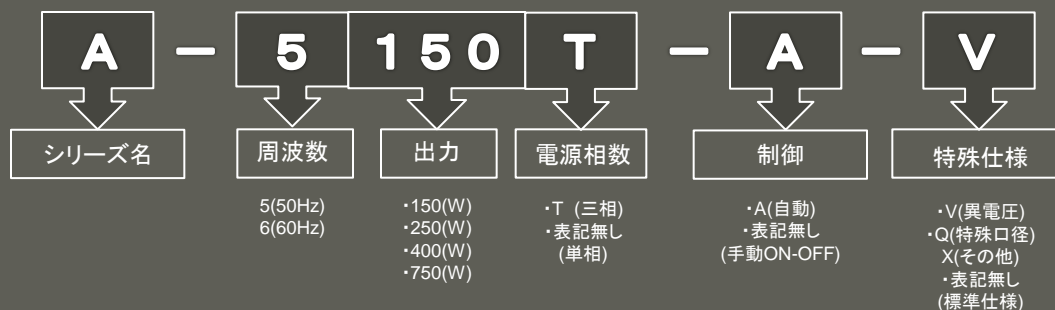 A － 5 150 T － A － V
シリーズ名
周波数
出力
電源相数
制御
特殊仕様
5(50Hz)
6(60Hz)
・150(W)
・250(W)
・400(W)
・750(W)
・T (三相)
・表記無し
(単相)
・A(自動)
・表記無し
(手動ON-OFF)
・V(異電圧)
・Q(特殊口径)
X(その他)
・表記無し
(標準仕様)